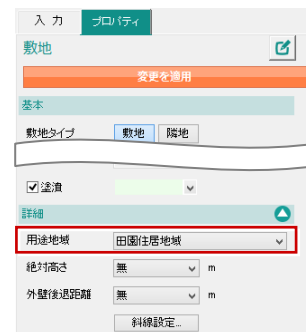 入 力 プロパティ
敷地
変更を適用
基本
敷地タイプ 敷地 隣地
塗潰
詳細
用途地域 田園住居地域
絶対高さ 無 m
外壁後退距離 無 m
斜線設定...